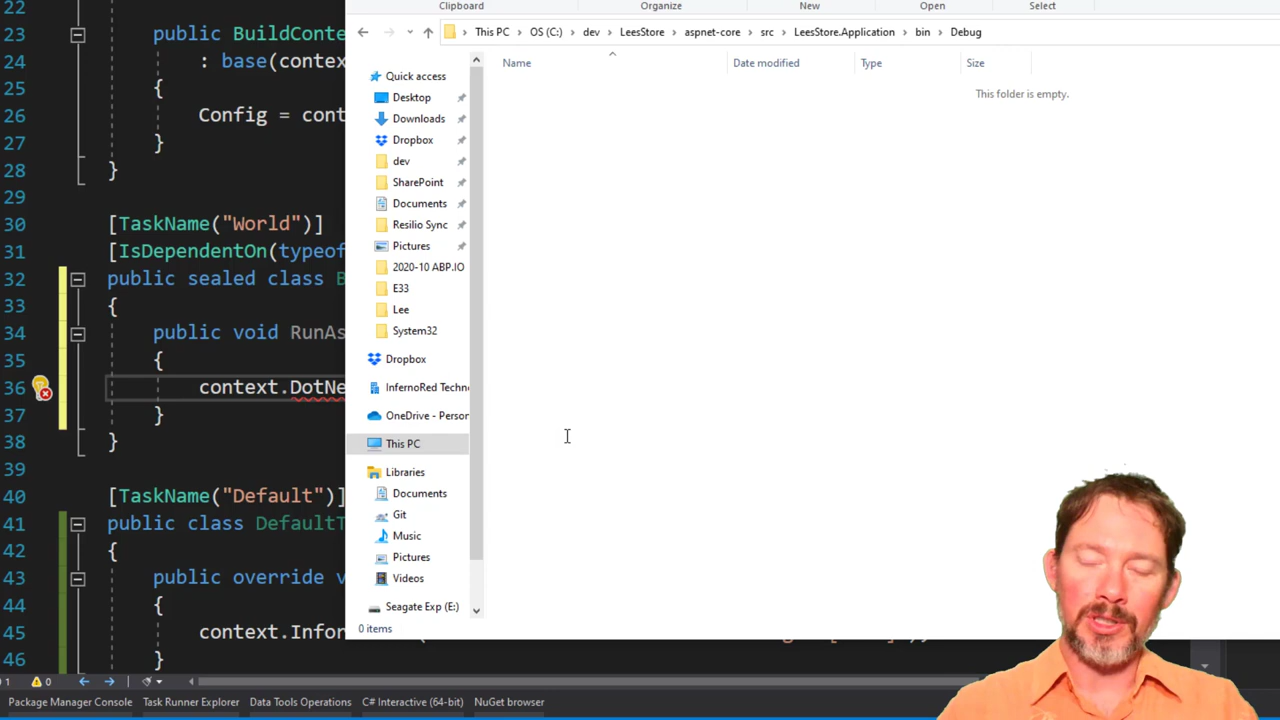 Clipboard Organize New Open Select
This PC OS (C:) dev LeesStore aspnet-core src LeesStore.Application bin Debug
Name Date modified Type Size
This folder is empty.
Quick access
Desktop
Downloads
Dropbox
dev
SharePoint
Documents
Resilio Sync
Pictures
2020-10 ABP.IO
E33
Lee
System32
Dropbox
InfernoRed Techn
OneDrive - Person
This PC
Libraries
Documents
Git
Music
Pictures
Videos
Seagate Exp (E:)
0 items
22
23 public BuildConte
24 : base(contex
25 {
26 Config = cont
27 }
28 }
29
30 [TaskName("World")]
31 [IsDependentOn(typeof
32 public sealed class B
33 {
34 public void RunAs
35 {
36 context.DotNe
37 }
38 }
39
40 [TaskName("Default")]
41 public class DefaultT
42 {
43 public override v
44 {
45 context.Infor
46 }
0
Package Manager Console Task Runner Explorer Data Tools Operations C# Interactive (64-bit) NuGet browser